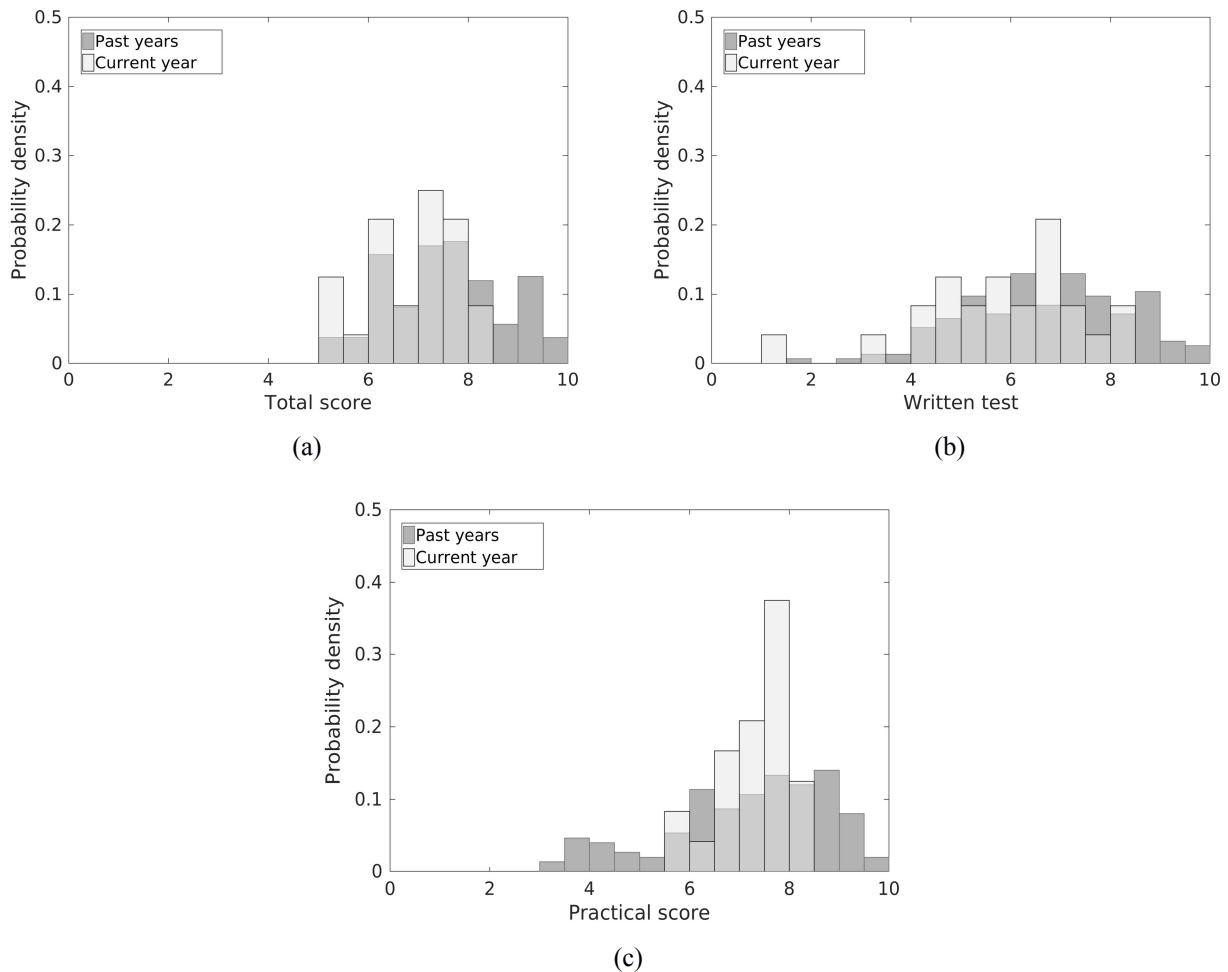 0.5
0.4
0.3
0.2
0.1
0
Probability density
Past years
Current year
0 2 4 6 8 10
Total score
(a)
0.5
0.4
0.3
0.2
0.1
0
Probability density
Past years
Current year
0 2 4 6 8 10
Written test
(b)
0.5
0.4
0.3
0.2
0.1
0
Probability density
Past years
Current year
0 2 4 6 8 10
Practical score
(c)